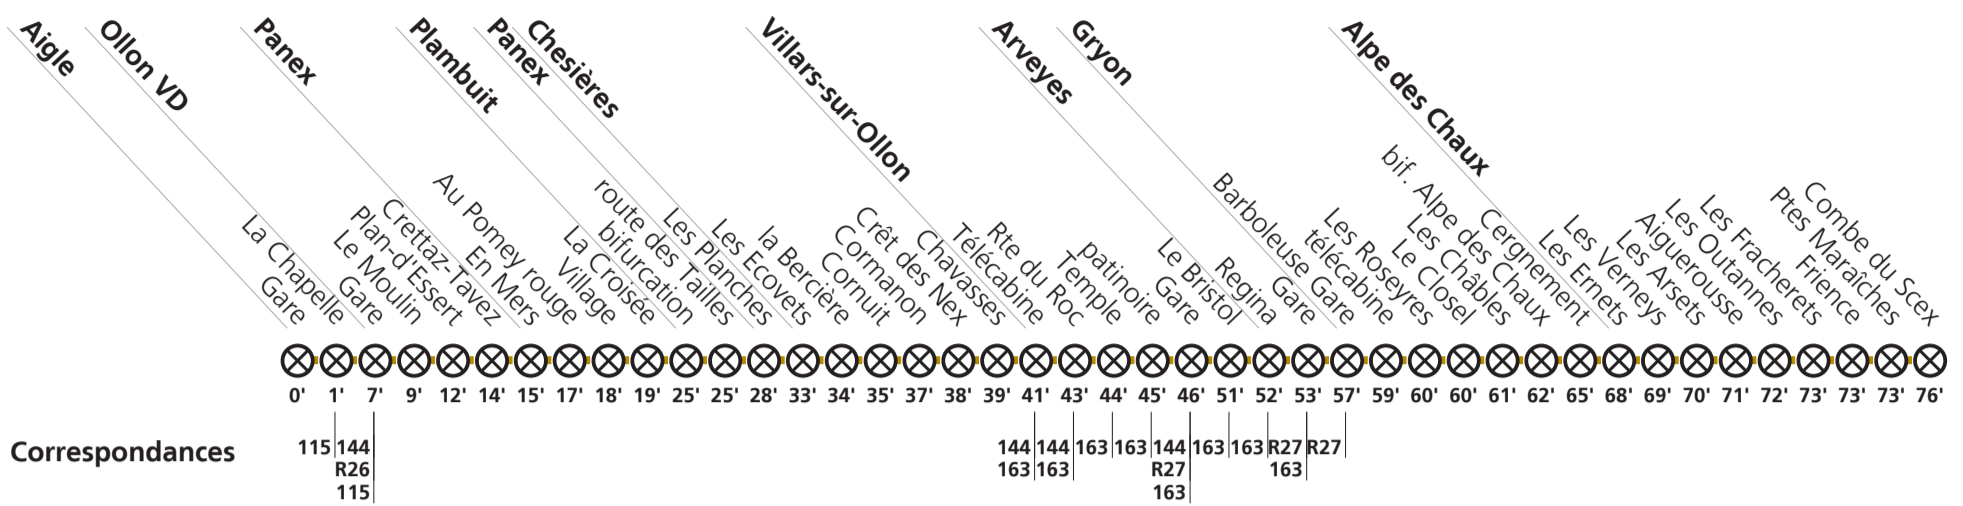 Aigle
Ollon VD
Panex
Plambuit
Panex
Chesières
Villars-sur-Ollon
Arveyes
Gryon
Alpe des Chaux
Gare
La Chapelle
Gare
Le Moulin
Plan-d'Essert
Crettaz-Tavez
En Mers
Au Pomey rouge
Village
La Croisée
bifurcation
route des Tailles
Les Planches
Les Ecovets
la Bercière
Cornuit
Cormanon
Crêt des Nex
Chavasses
Télécabine
Rte du Roc
Temple
patinoire
Gare
Le Bristol
Regina
Gare
Barboleuse Gare
télécabine
Les Roseyres
Le Closel
Les Châbles
bif. Alpe des Chaux
Cergnement
Les Ernets
Les Verneys
Les Arsets
Aiguerousse
Les Outannes
Les Fracherets
Frience
Ptes Maraîches
Combe du Scex
0' 1' 7' 9' 12' 14' 15' 17' 18' 19' 25' 25' 28' 33' 34' 35' 37' 38' 39' 41' 43' 44' 45' 46' 51' 52' 53' 57' 59' 60' 60' 61' 62' 65' 68' 69' 70' 71' 72' 73' 73' 73' 76'
Correspondances 115 144 144 144 163 163 144 163 163 R27 R27
R26 163 163 R27 163
115 163